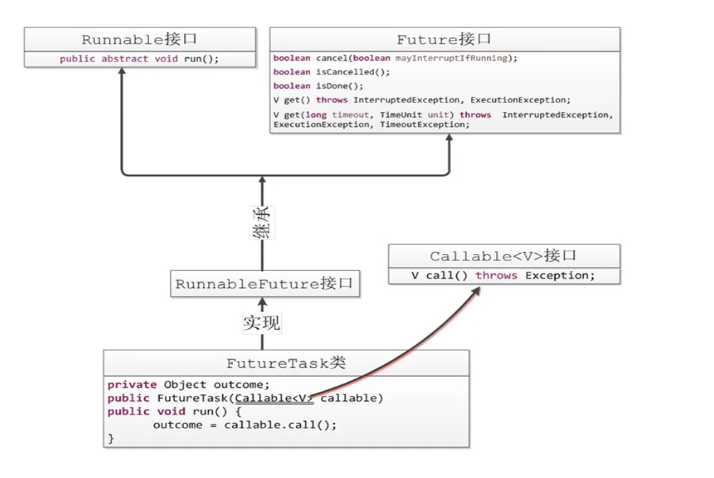 Runnable接口
public abstract void run();
Future接口
boolean cancel(boolean mayInterruptIfRunning);
boolean isCancelled();
boolean isDone();
V get() throws InterruptedException, ExecutionException;
V get(long timeout, TimeUnit unit) throws InterruptedException,
ExecutionException, TimeoutException;
继承
Callable<V>接口
V call() throws Exception;
RunnableFuture接口
实现
FutureTask类
private Object outcome;
public FutureTask(Callable<V> callable)
public void run() {
outcome = callable.call();
}